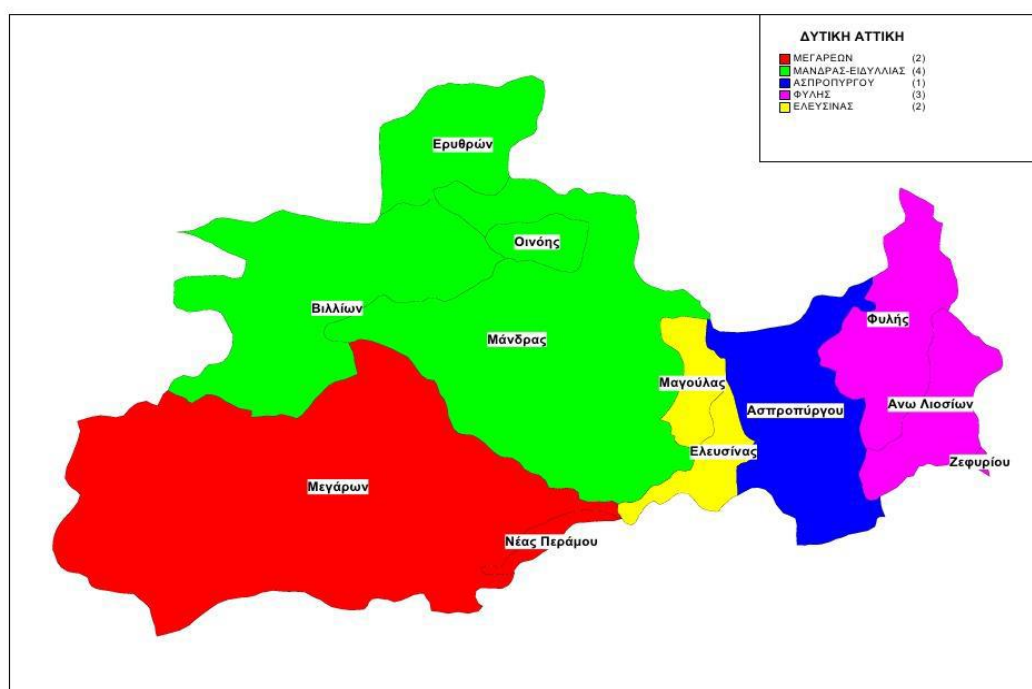 ΔΥΤΙΚΗ ΑΤΤΙΚΗ
ΜΕΓΑΡΕΩΝ (2)
ΜΑΝΔΡΑΣ-ΕΙΔΥΛΛΙΑΣ (4)
ΑΣΠΡΟΠΥΡΓΟΥ (1)
ΦΥΛΗΣ (3)
ΕΛΕΥΣΙΝΑΣ (2)
Ερυθρών
Οινόης
Βιλλίων
Μάνδρας
Φυλής
Μαγούλας
Ασπροπύργου
Ανω Λιοσίων
Ελευσίνας
Ζεφυρίου
Μεγάρων
Νέας Περάμου